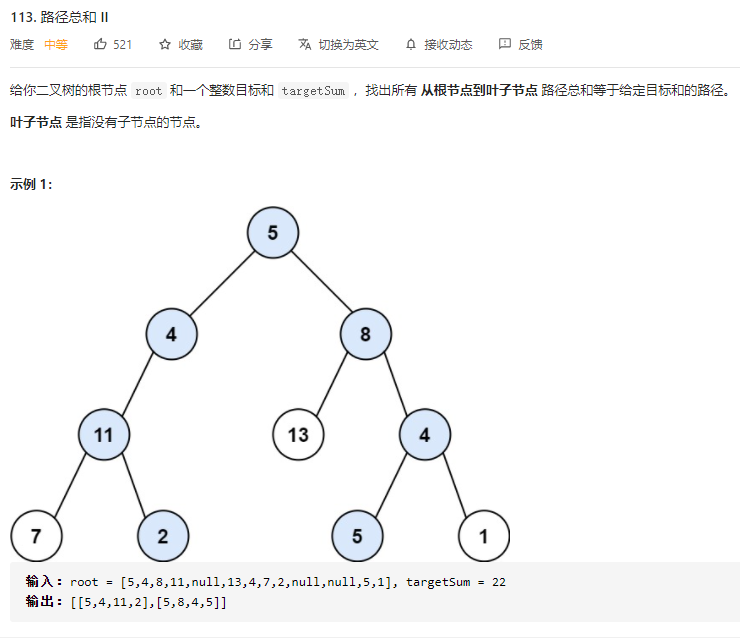 113. 路径总和 II
难度 中等 521 收藏 分享 切换为英文 接收动态 反馈
给你二叉树的根节点 root 和一个整数目标和 targetSum ，找出所有 从根节点到叶子节点 路径总和等于给定目标和的路径。
叶子节点 是指没有子节点的节点。
示例 1：
5
4 8
11 13 4
7 2 5 1
输入：root = [5,4,8,11,null,13,4,7,2,null,null,5,1], targetSum = 22
输出：[[5,4,11,2],[5,8,4,5]]